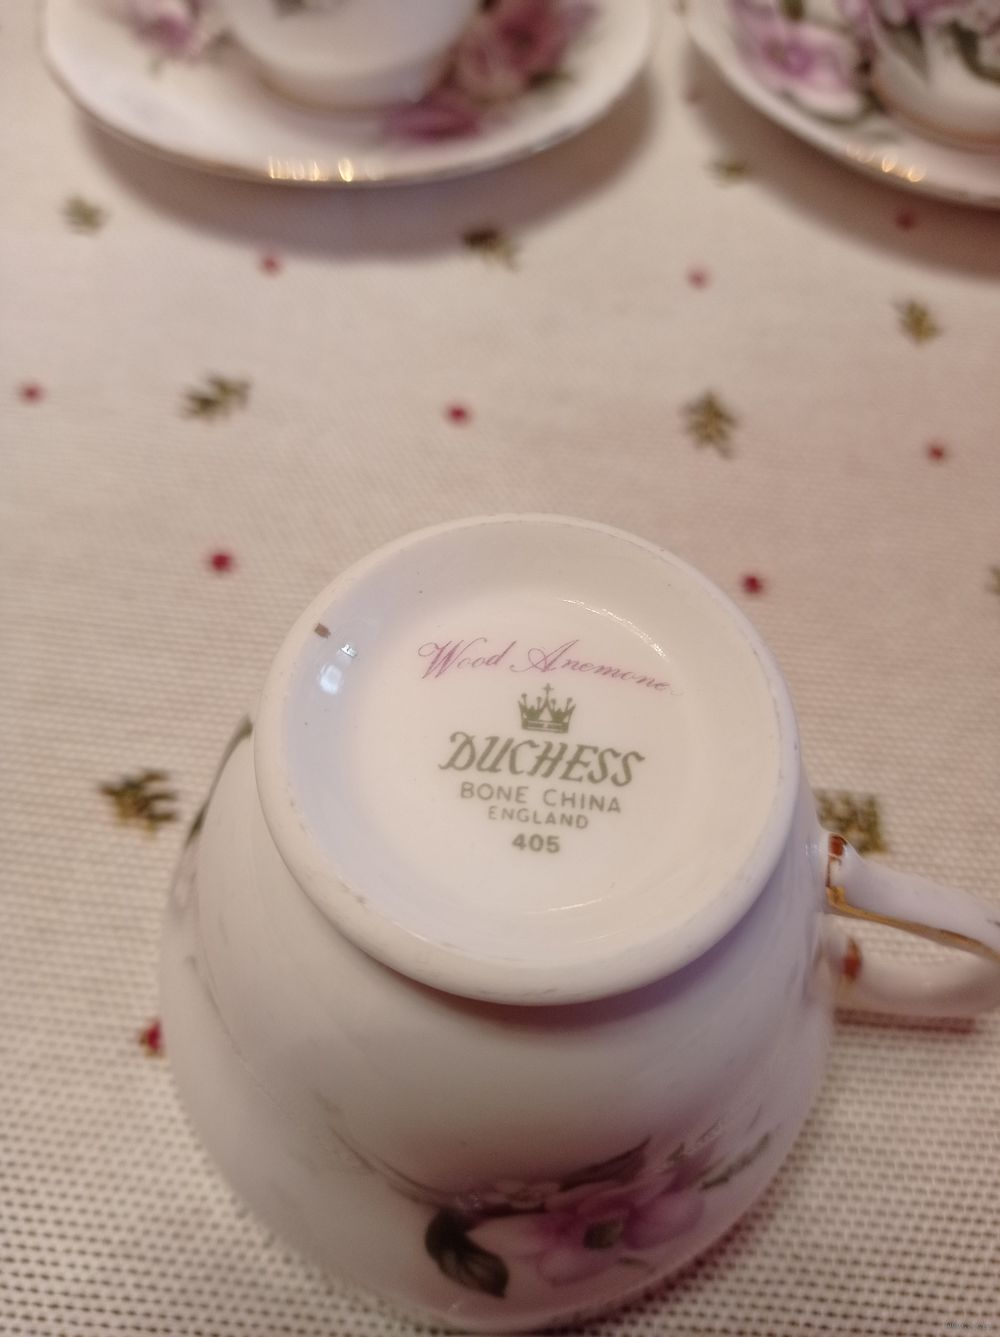 Wood Anemone
DUCHESS
BONE CHINA
ENGLAND
405